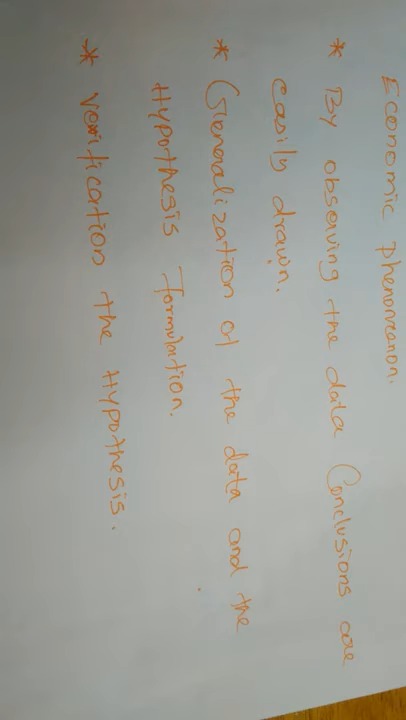 Economic Phenomenon.
* By observing the data Conclusions are
easily drawn.
* Generalization of the data and the
Hypothesis Formulation.
* Verification the Hypothesis.